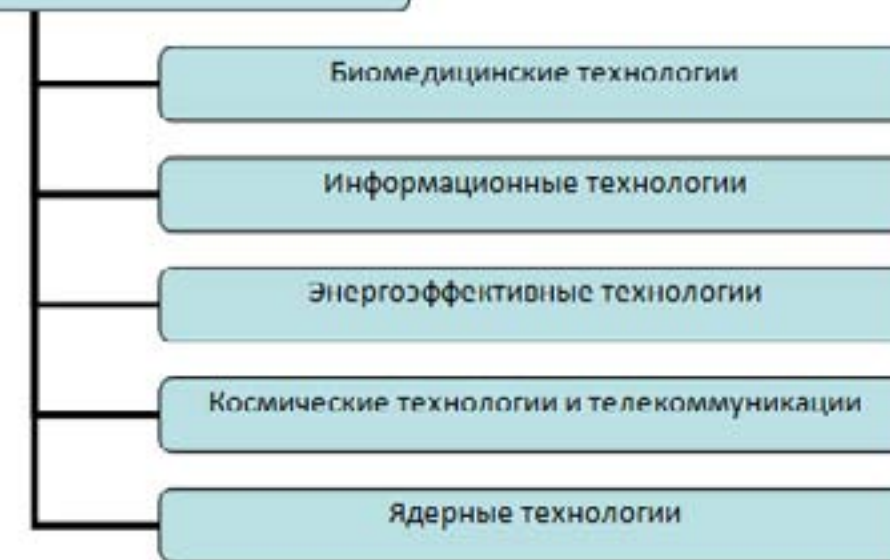 Биомедицинские технологии
Информационные технологии
Энергоэффективные технологии
Космические технологии и телекоммуникации
Ядерные технологии